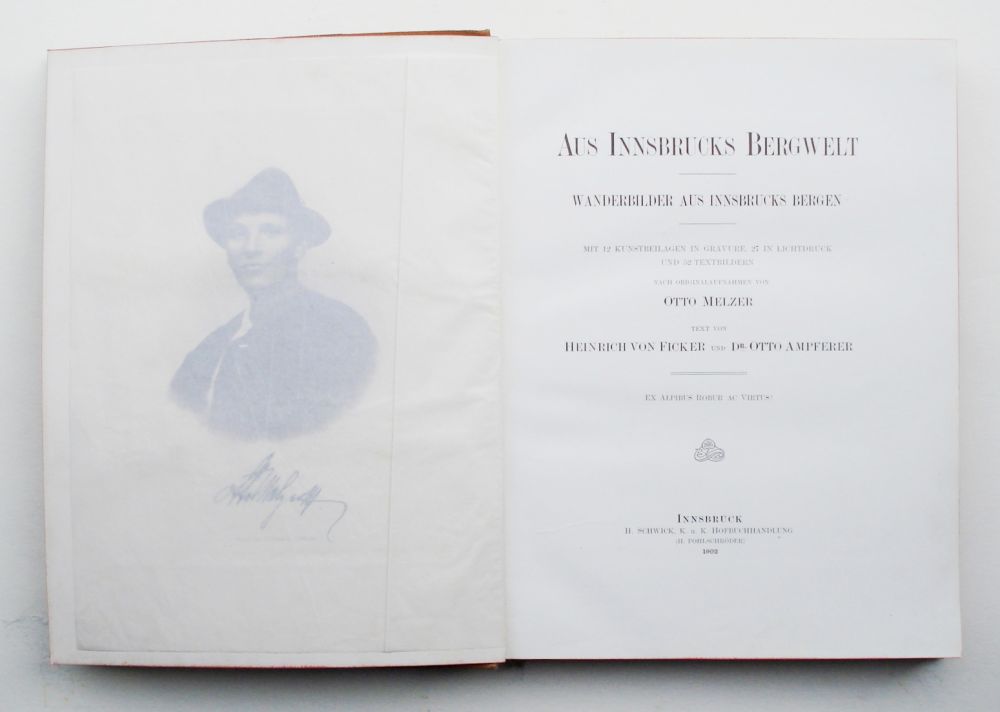 AUS INNSBRUCKS BERGWELT
WANDERBILDER AUS INNSBRUCKS BERGEN
MIT 12 KUNSTBEILAGEN IN GRAVURE, 27 IN LICHTDRUCK
UND 52 TEXTBILDERN
NACH ORIGINALAUFNAHMEN VON
OTTO MELZER
TEXT VON
HEINRICH VON FICKER UND DR. OTTO AMPFERER
EX ALPIBUS ROBUR AC VIRTUS!
INNSBRUCK
H. SCHWICK, K. U. K. HOFBUCHHANDLUNG
(H. POHLSCHRÖDER)
1902